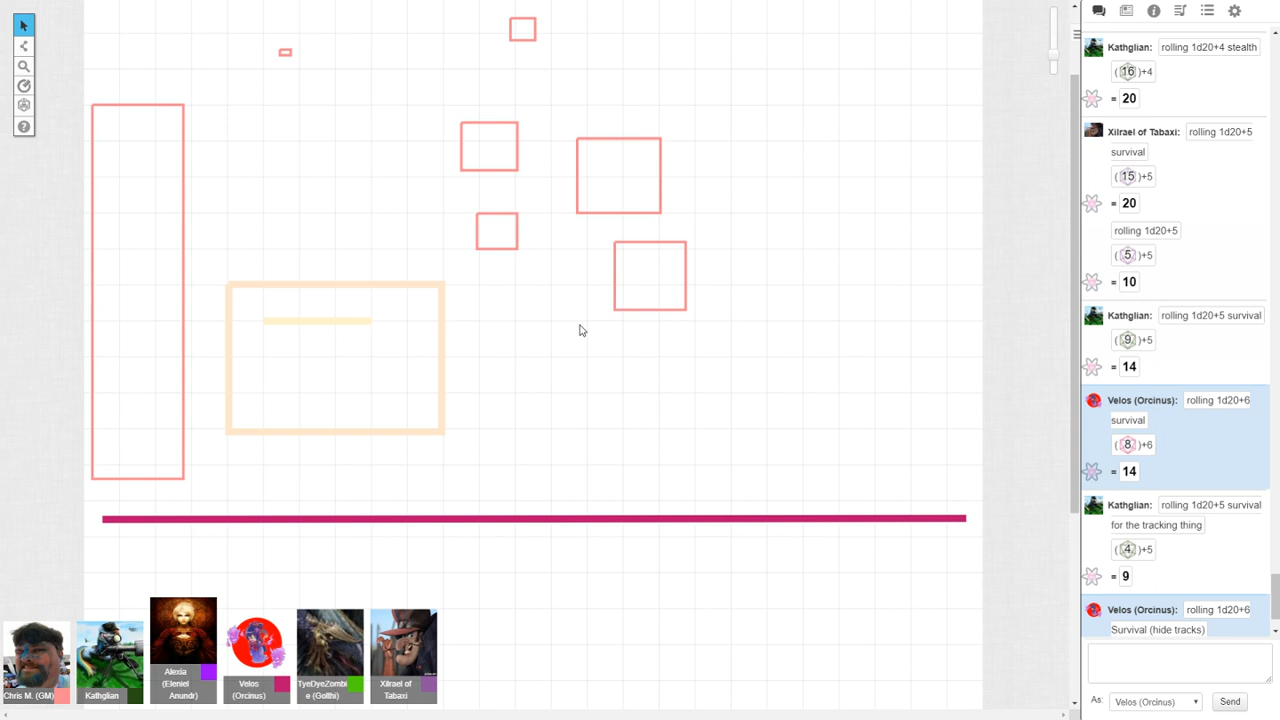 Kathglian: rolling 1d20+4 stealth
(16)+4
= 20
Xilrael of Tabaxi: rolling 1d20+5
survival
(15)+5
= 20
rolling 1d20+5
(5)+5
= 10
Kathglian: rolling 1d20+5 survival
(9)+5
= 14
Velos (Orcinus): rolling 1d20+6
survival
(8)+6
= 14
Kathglian: rolling 1d20+5 survival
for the tracking thing
(4)+5
= 9
Velos (Orcinus): rolling 1d20+6
Survival (hide tracks)
As: Velos (Orcinus) Send
Chris M. (GM)
Kathglian
Alexia
(Eleniel
Anundr)
Velos
(Orcinus)
TyeDyeZombi
e (Golthi)
Xilrael of
Tabaxi